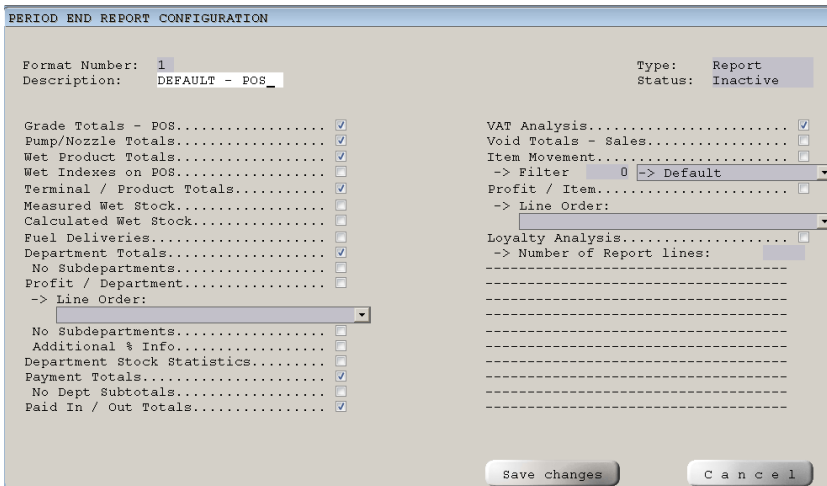 PERIOD END REPORT CONFIGURATION
Format Number: 1
Description: DEFAULT - POS_
Type: Report
Status: Inactive
Grade Totals - POS..................
Pump/Nozzle Totals..................
Wet Product Totals..................
Wet Indexes on POS..................
Terminal / Product Totals...........
Measured Wet Stock..................
Calculated Wet Stock................
Fuel Deliveries.....................
Department Totals...................
No Subdepartments..................
Profit / Department.................
-> Line Order:
No Subdepartments..................
Additional % Info..................
Department Stock Statistics.........
Payment Totals......................
No Dept Subtotals..................
Paid In / Out Totals................
VAT Analysis........................
Void Totals - Sales.................
Item Movement.......................
-> Filter 0 -> Default
Profit / Item.......................
-> Line Order:
Loyalty Analysis....................
-> Number of Report lines:
------------------------------------
------------------------------------
------------------------------------
------------------------------------
------------------------------------
------------------------------------
------------------------------------
------------------------------------
------------------------------------
------------------------------------
Save changes
Cancel